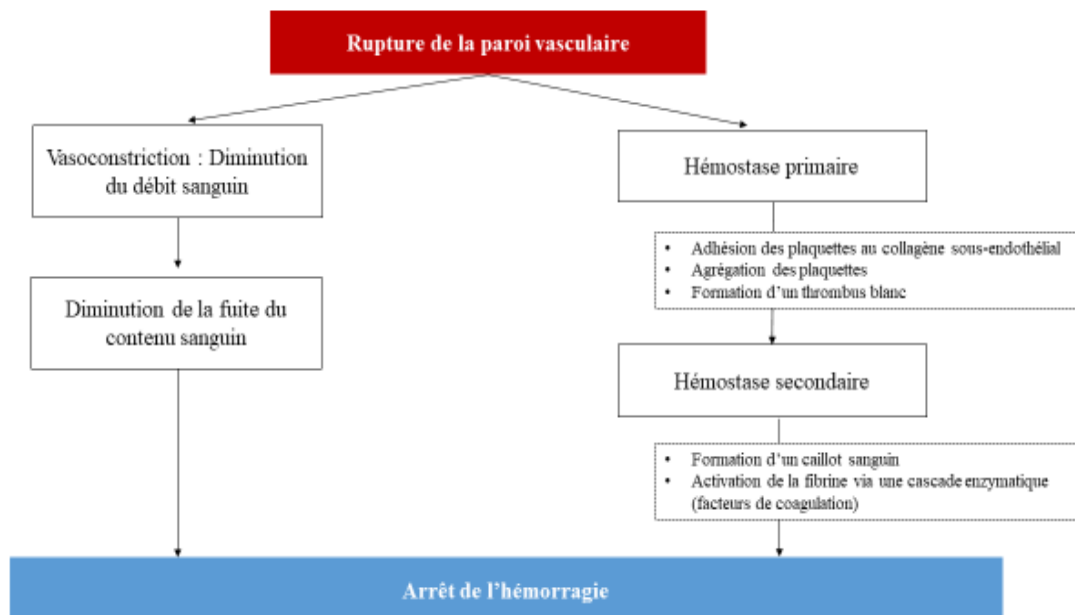 Rupture de la paroi vasculaire
Vasoconstriction : Diminution
du débit sanguin
Diminution de la fuite du
contenu sanguin
Hémostase primaire
• Adhésion des plaquettes au collagène sous-endothélial
• Agrégation des plaquettes
• Formation d’un thrombus blanc
Hémostase secondaire
• Formation d’un caillot sanguin
• Activation de la fibrine via une cascade enzymatique
(facteurs de coagulation)
Arrêt de l’hémorragie